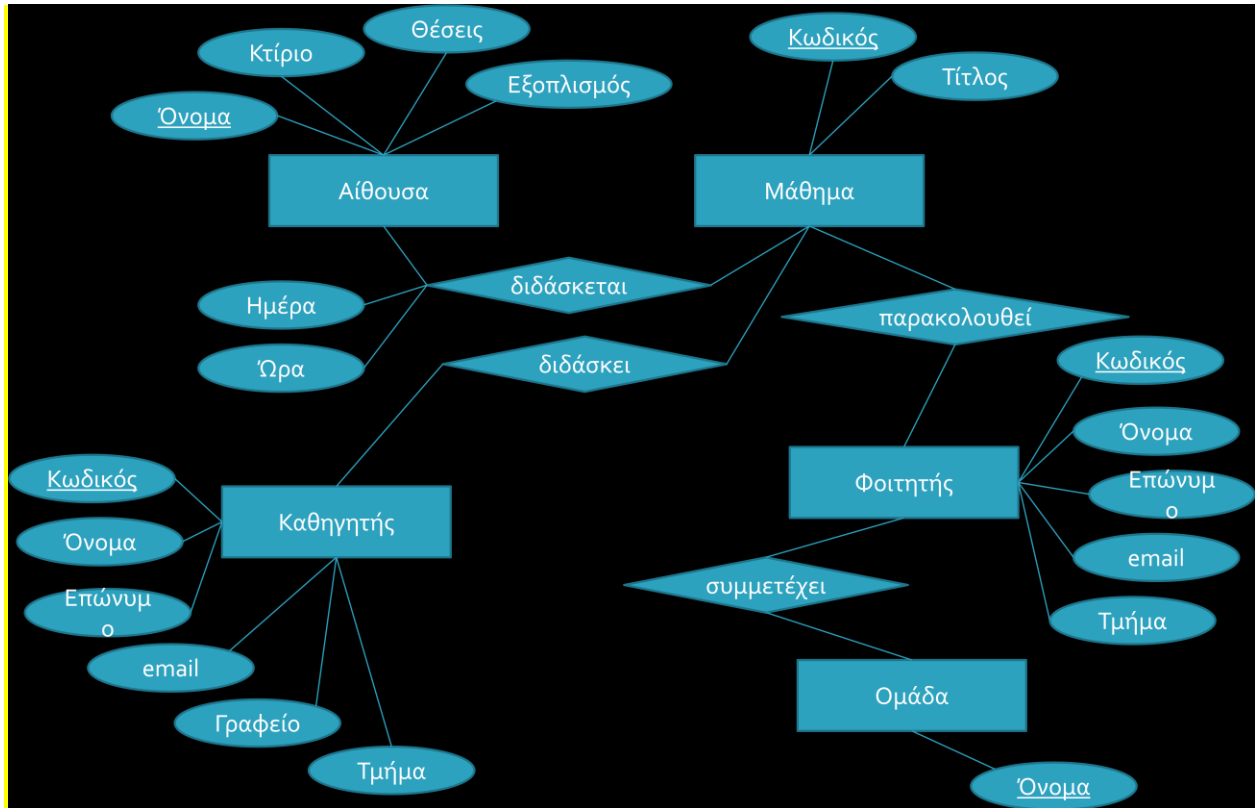 Θέσεις
Κτίριο
Κωδικός
Τίτλος
Εξοπλισμός
Όνομα
Αίθουσα
Μάθημα
διδάσκεται
Ημέρα
παρακολουθεί
Ώρα
διδάσκει
Κωδικός
Όνομα
Κωδικός
Φοιτητής
Επώνυμ
ο
Καθηγητής
Όνομα
email
συμμετέχει
Επώνυμ
ο
Τμήμα
email
Ομάδα
Γραφείο
Τμήμα
Όνομα